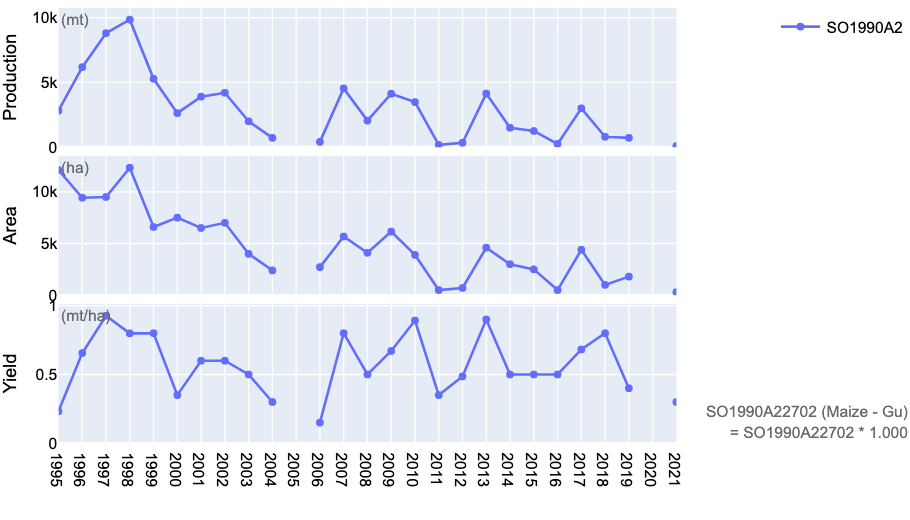 10k
(mt)
SO1990A2
Production
5k
0
(ha)
10k
Area
5k
0
1
(mt/ha)
Yield
0.5
0
SO1990A22702 (Maize - Gu)
= SO1990A22702 * 1.000
1995 1996 1997 1998 1999 2000 2001 2002 2003 2004 2005 2006 2007 2008 2009 2010 2011 2012 2013 2014 2015 2016 2017 2018 2019 2020 2021